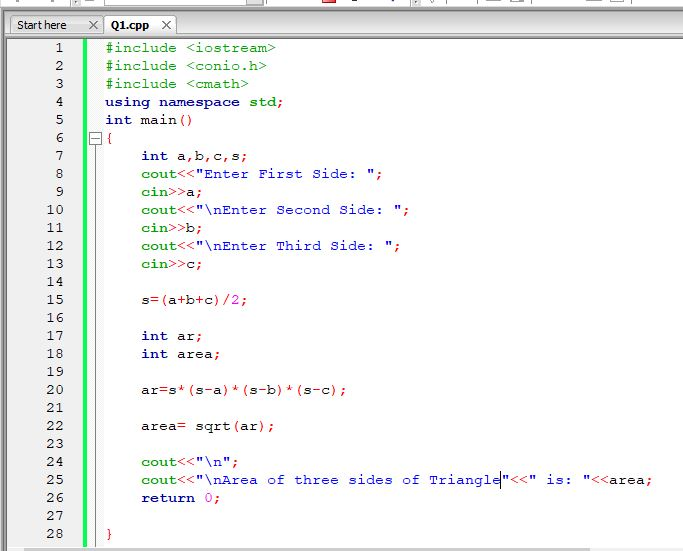 Start here Q1.cpp
1 #include <iostream>
2 #include <conio.h>
3 #include <cmath>
4 using namespace std;
5 int main()
6 {
7 int a,b,c,s;
8 cout<<"Enter First Side: ";
9 cin>>a;
10 cout<<"\nEnter Second Side: ";
11 cin>>b;
12 cout<<"\nEnter Third Side: ";
13 cin>>c;
14
15 s=(a+b+c)/2;
16
17 int ar;
18 int area;
19
20 ar=s*(s-a)*(s-b)*(s-c);
21
22 area= sqrt(ar);
23
24 cout<<"\n";
25 cout<<"\nArea of three sides of Triangle"<<" is: "<<area;
26 return 0;
27
28 }